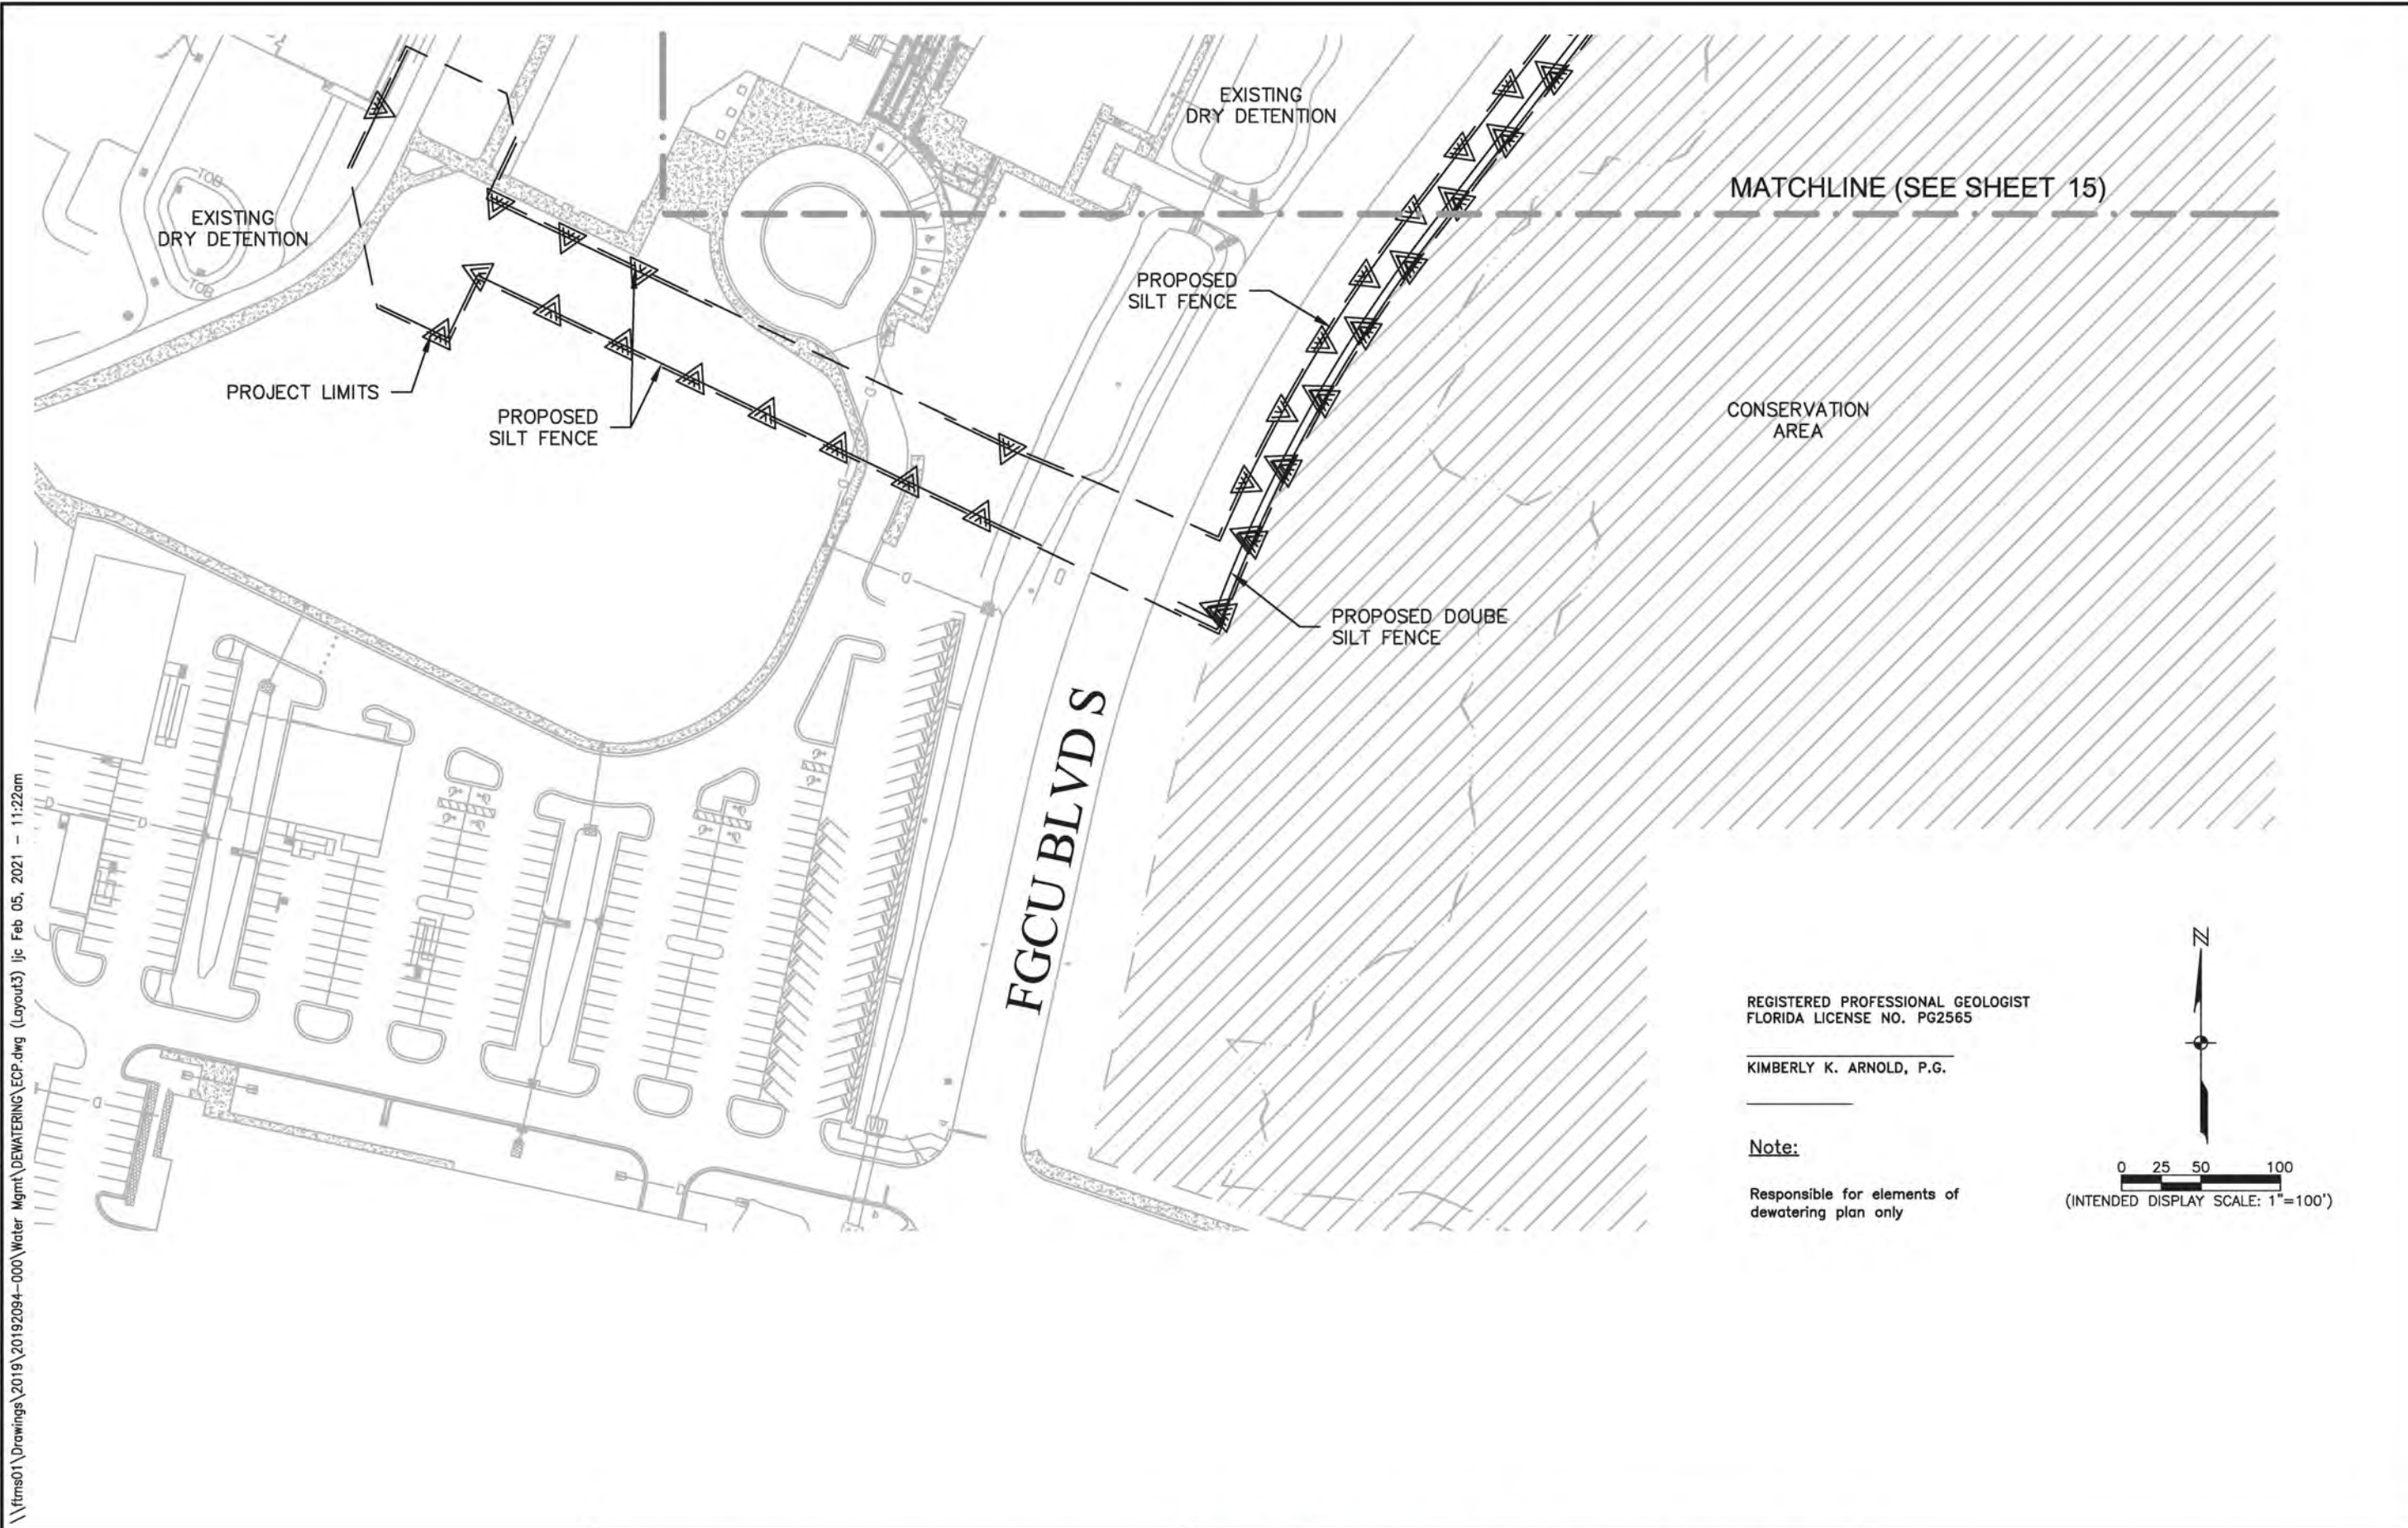 EXISTING
DRY DETENTION
MATCHLINE (SEE SHEET 15)
TOB
EXISTING
DRY DETENTION
TOB
PROPOSED
SILT FENCE
PROJECT LIMITS
PROPOSED
SILT FENCE
CONSERVATION
AREA
PROPOSED DOUBE
SILT FENCE
FGCU BLVD S
REGISTERED PROFESSIONAL GEOLOGIST
FLORIDA LICENSE NO. PG2565
KIMBERLY K. ARNOLD, P.G.
Note:
Responsible for elements of
dewatering plan only
N
0 25 50 100
(INTENDED DISPLAY SCALE: 1"=100')
\\ftms01\Drawings\2019\20192094-000\Water Mgmt\DEWATERING\ECP.dwg (Layout3) ljc Feb 05, 2021 - 11:22am